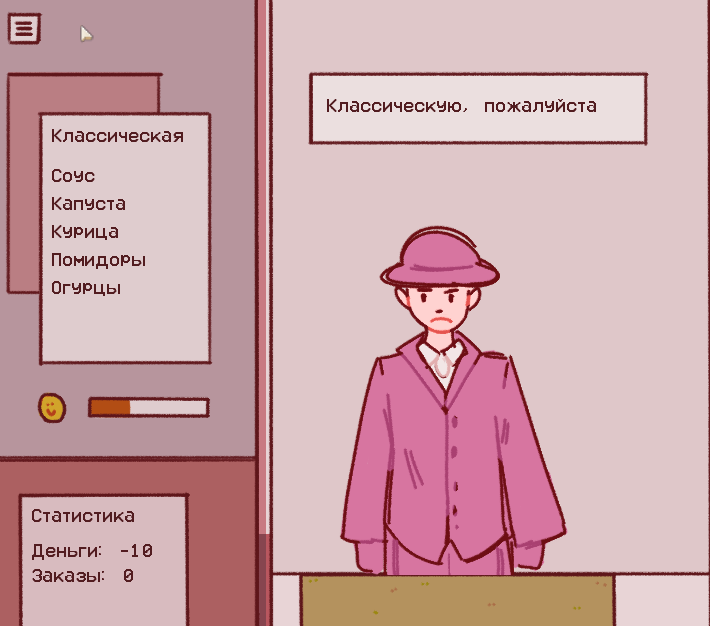 Классическая
Соус
Капуста
Курица
Помидоры
Огурцы
Статистика
Деньги: -10
Заказы: 0
Классическую, пожалуйста